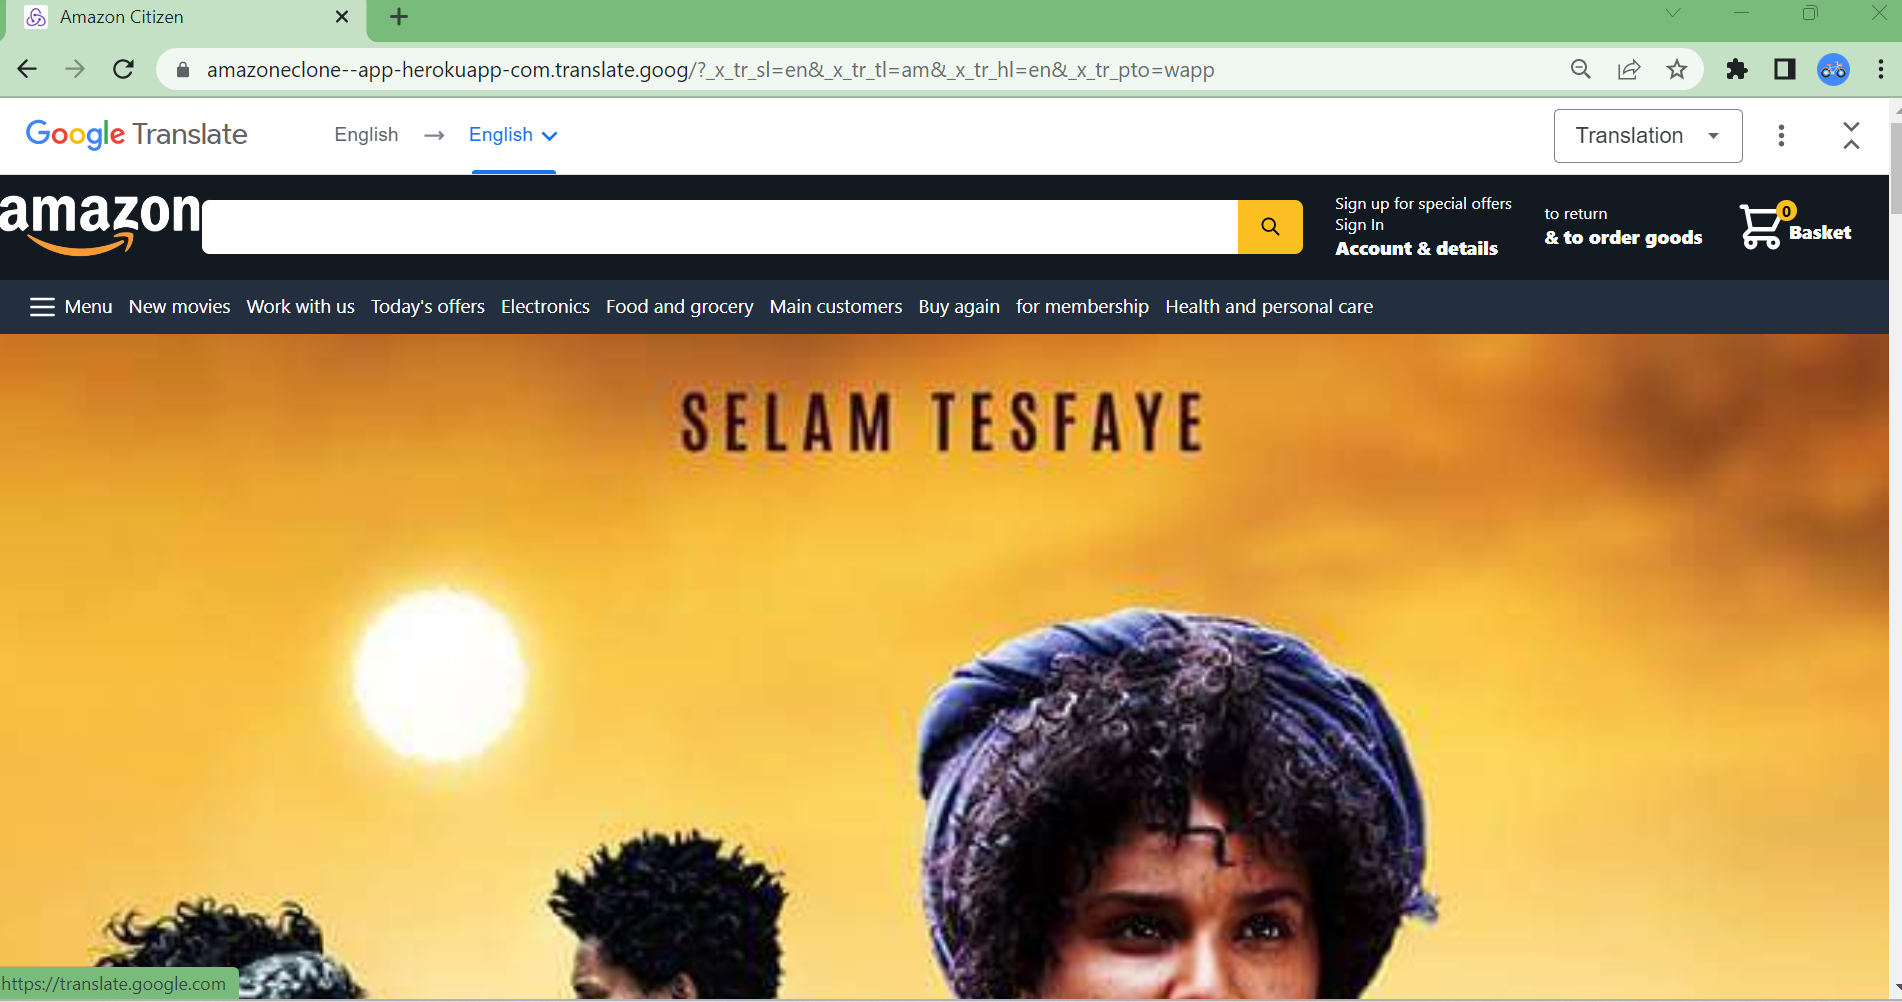 Amazon Citizen
amazoneclone--app-herokuapp-com.translate.goog/?_x_tr_sl=en&_x_tr_tl=am&_x_tr_hl=en&_x_tr_pto=wapp
Google Translate
English → English
Translation
amazon
Sign up for special offers
Sign In
Account & details
to return
& to order goods
0
Basket
Menu New movies Work with us Today's offers Electronics Food and grocery Main customers Buy again for membership Health and personal care
SELAM TESFAYE
https://translate.google.com